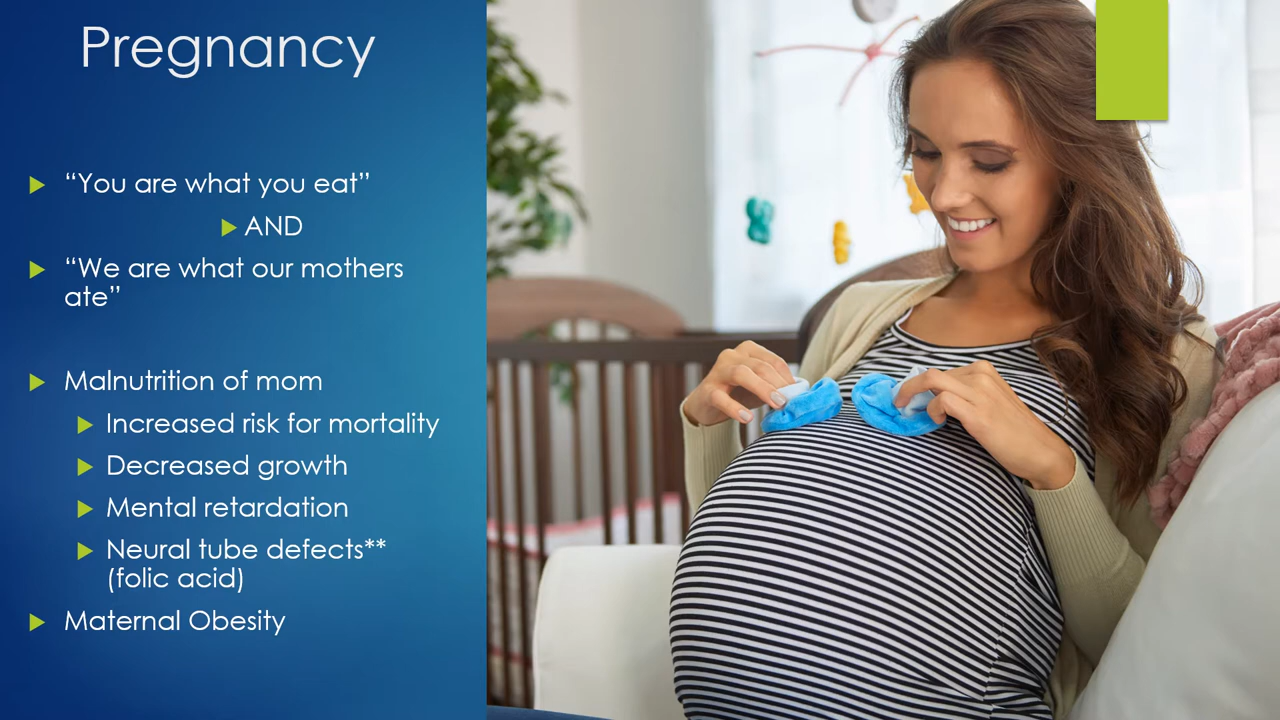 Pregnancy
“You are what you eat”
AND
“We are what our mothers
ate”
Malnutrition of mom
Increased risk for mortality
Decreased growth
Mental retardation
Neural tube defects**
(folic acid)
Maternal Obesity